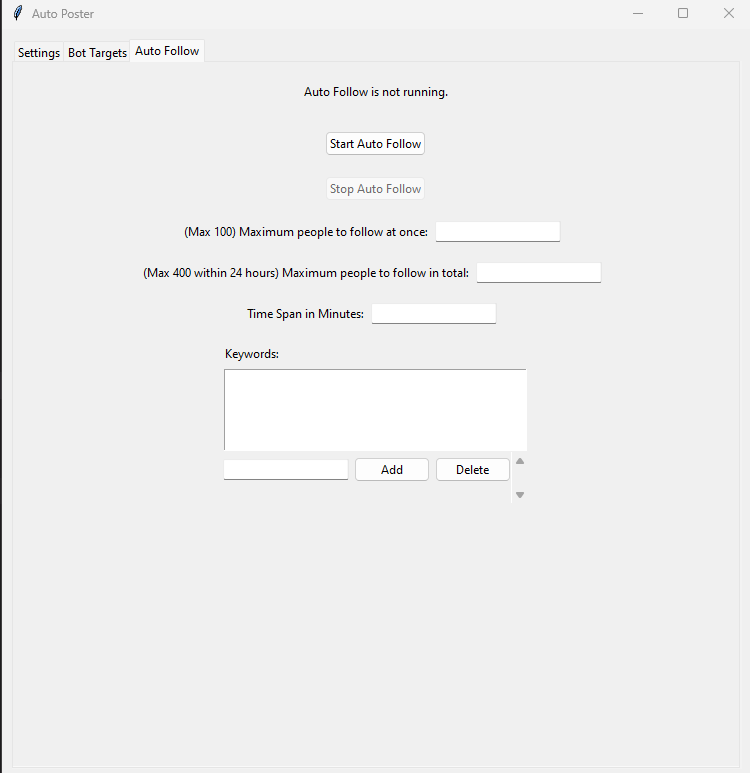 Auto Poster
Settings Bot Targets Auto Follow
Auto Follow is not running.
Start Auto Follow
Stop Auto Follow
(Max 100) Maximum people to follow at once:
(Max 400 within 24 hours) Maximum people to follow in total:
Time Span in Minutes:
Keywords:
Add Delete